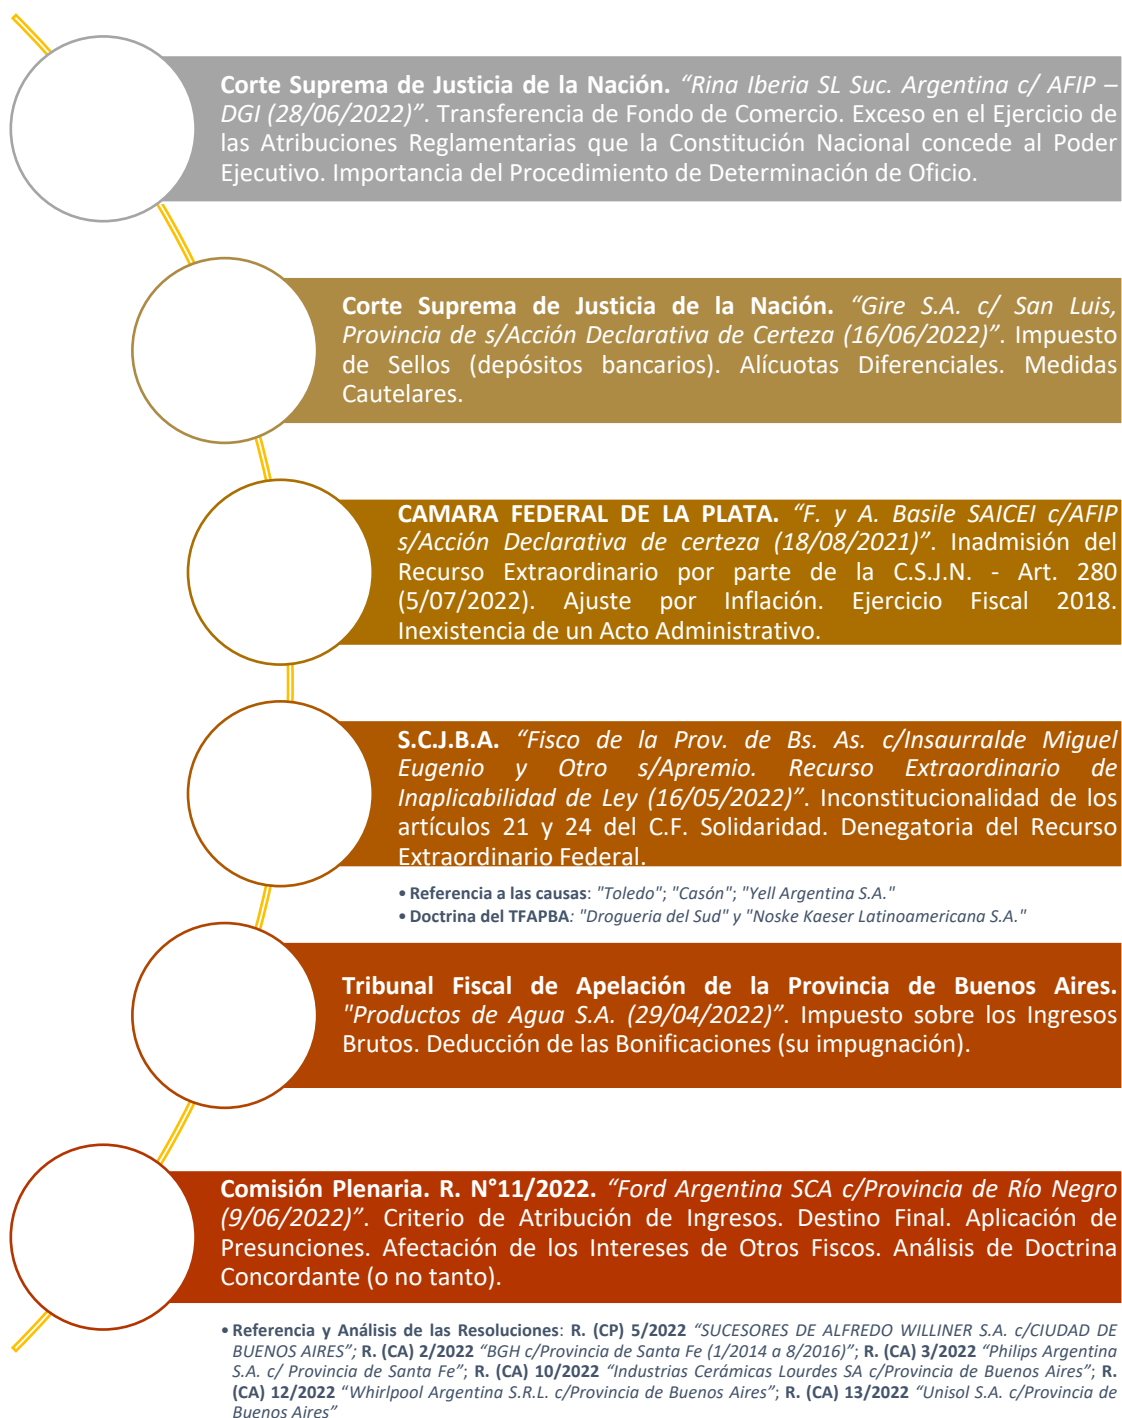 Corte Suprema de Justicia de la Nación. “Rina Iberia SL Suc. Argentina c/ AFIP –
DGI (28/06/2022)”. Transferencia de Fondo de Comercio. Exceso en el Ejercicio de
las Atribuciones Reglamentarias que la Constitución Nacional concede al Poder
Ejecutivo. Importancia del Procedimiento de Determinación de Oficio.
Corte Suprema de Justicia de la Nación. “Gire S.A. c/ San Luis,
Provincia de s/Acción Declarativa de Certeza (16/06/2022)”. Impuesto
de Sellos (depósitos bancarios). Alícuotas Diferenciales. Medidas
Cautelares.
CAMARA FEDERAL DE LA PLATA. “F. y A. Basile SAICEI c/AFIP
s/Acción Declarativa de certeza (18/08/2021)”. Inadmisión del
Recurso Extraordinario por parte de la C.S.J.N. - Art. 280
(5/07/2022). Ajuste por Inflación. Ejercicio Fiscal 2018.
Inexistencia de un Acto Administrativo.
S.C.J.B.A. “Fisco de la Prov. de Bs. As. c/Insaurralde Miguel
Eugenio y Otro s/Apremio. Recurso Extraordinario de
Inaplicabilidad de Ley (16/05/2022)”. Inconstitucionalidad de los
artículos 21 y 24 del C.F. Solidaridad. Denegatoria del Recurso
Extraordinario Federal.
• Referencia a las causas: "Toledo"; "Casón"; "Yell Argentina S.A."
• Doctrina del TFAPBA: "Drogueria del Sud" y "Noske Kaeser Latinoamericana S.A."
Tribunal Fiscal de Apelación de la Provincia de Buenos Aires.
"Productos de Agua S.A. (29/04/2022)”. Impuesto sobre los Ingresos
Brutos. Deducción de las Bonificaciones (su impugnación).
Comisión Plenaria. R. N°11/2022. “Ford Argentina SCA c/Provincia de Río Negro
(9/06/2022)”. Criterio de Atribución de Ingresos. Destino Final. Aplicación de
Presunciones. Afectación de los Intereses de Otros Fiscos. Análisis de Doctrina
Concordante (o no tanto).
• Referencia y Análisis de las Resoluciones: R. (CP) 5/2022 “SUCESORES DE ALFREDO WILLINER S.A. c/CIUDAD DE
BUENOS AIRES”; R. (CA) 2/2022 “BGH c/Provincia de Santa Fe (1/2014 a 8/2016)”; R. (CA) 3/2022 “Philips Argentina
S.A. c/ Provincia de Santa Fe”; R. (CA) 10/2022 “Industrias Cerámicas Lourdes SA c/Provincia de Buenos Aires”; R.
(CA) 12/2022 “Whirlpool Argentina S.R.L. c/Provincia de Buenos Aires”; R. (CA) 13/2022 “Unisol S.A. c/Provincia de
Buenos Aires”